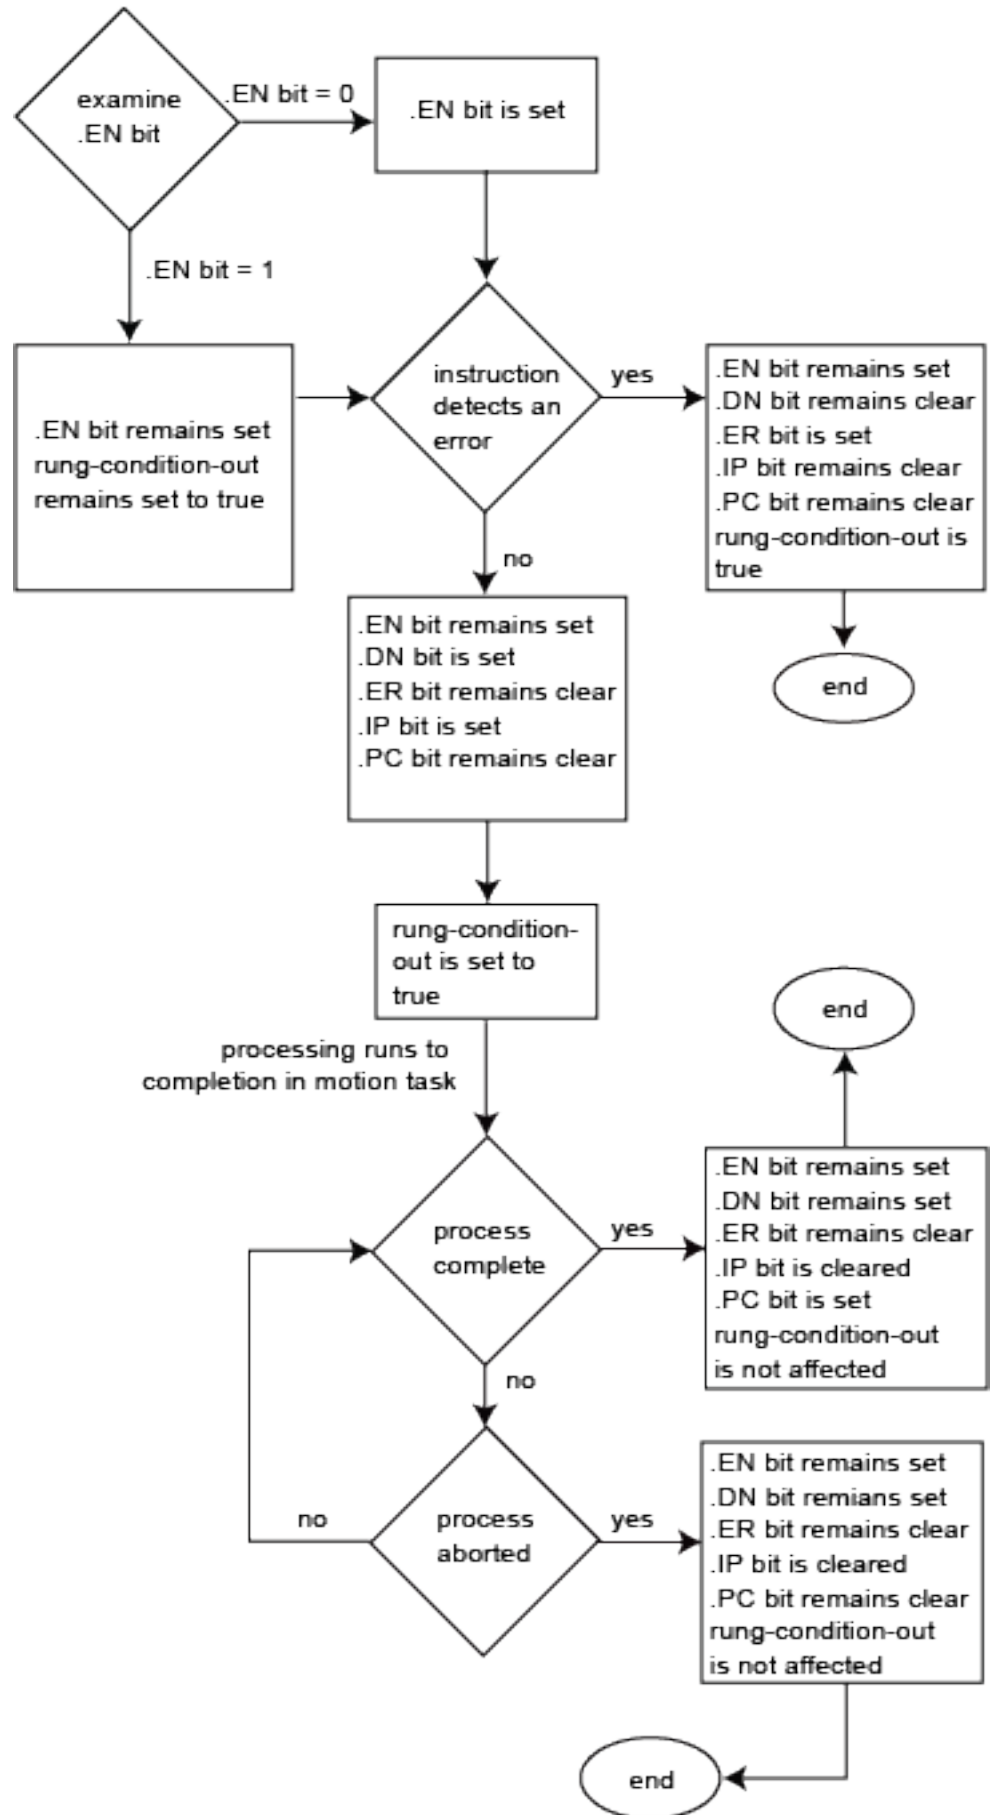 examine
.EN bit
.EN bit = 0
.EN bit is set
.EN bit = 1
.EN bit remains set
rung-condition-out
remains set to true
instruction
detects an
error
yes
.EN bit remains set
.DN bit remains clear
.ER bit is set
.IP bit remains clear
.PC bit remains clear
rung-condition-out is
true
end
no
.EN bit remains set
.DN bit is set
.ER bit remains clear
.IP bit is set
.PC bit remains clear
rung-condition-
out is set to
true
processing runs to
completion in motion task
process
complete
yes
.EN bit remains set
.DN bit remains set
.ER bit remains clear
.IP bit is cleared
.PC bit is set
rung-condition-out
is not affected
end
no
process
aborted
no
yes
.EN bit remains set
.DN bit remians set
.ER bit remains clear
.IP bit is cleared
.PC bit remains clear
rung-condition-out
is not affected
end